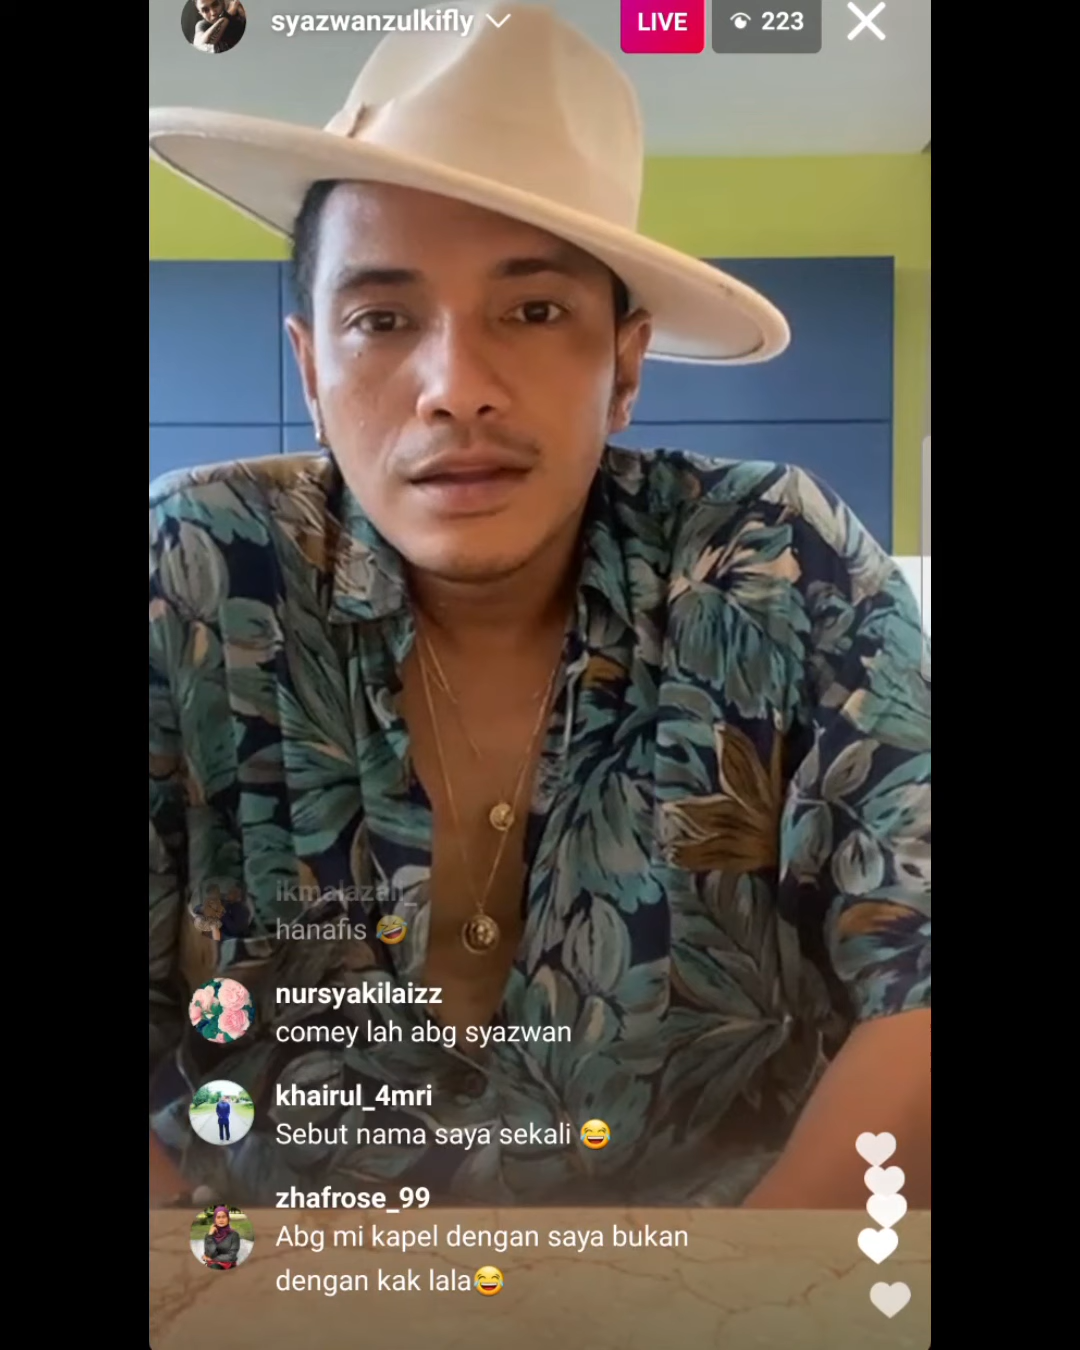 syazwanzulkifly
LIVE
223
ikmalazali_
hanafis 🤣
nursyakilaizz
comey lah abg syazwan
khairul_4mri
Sebut nama saya sekali 😂
zhafrose_99
Abg mi kapel dengan saya bukan
dengan kak lala😂